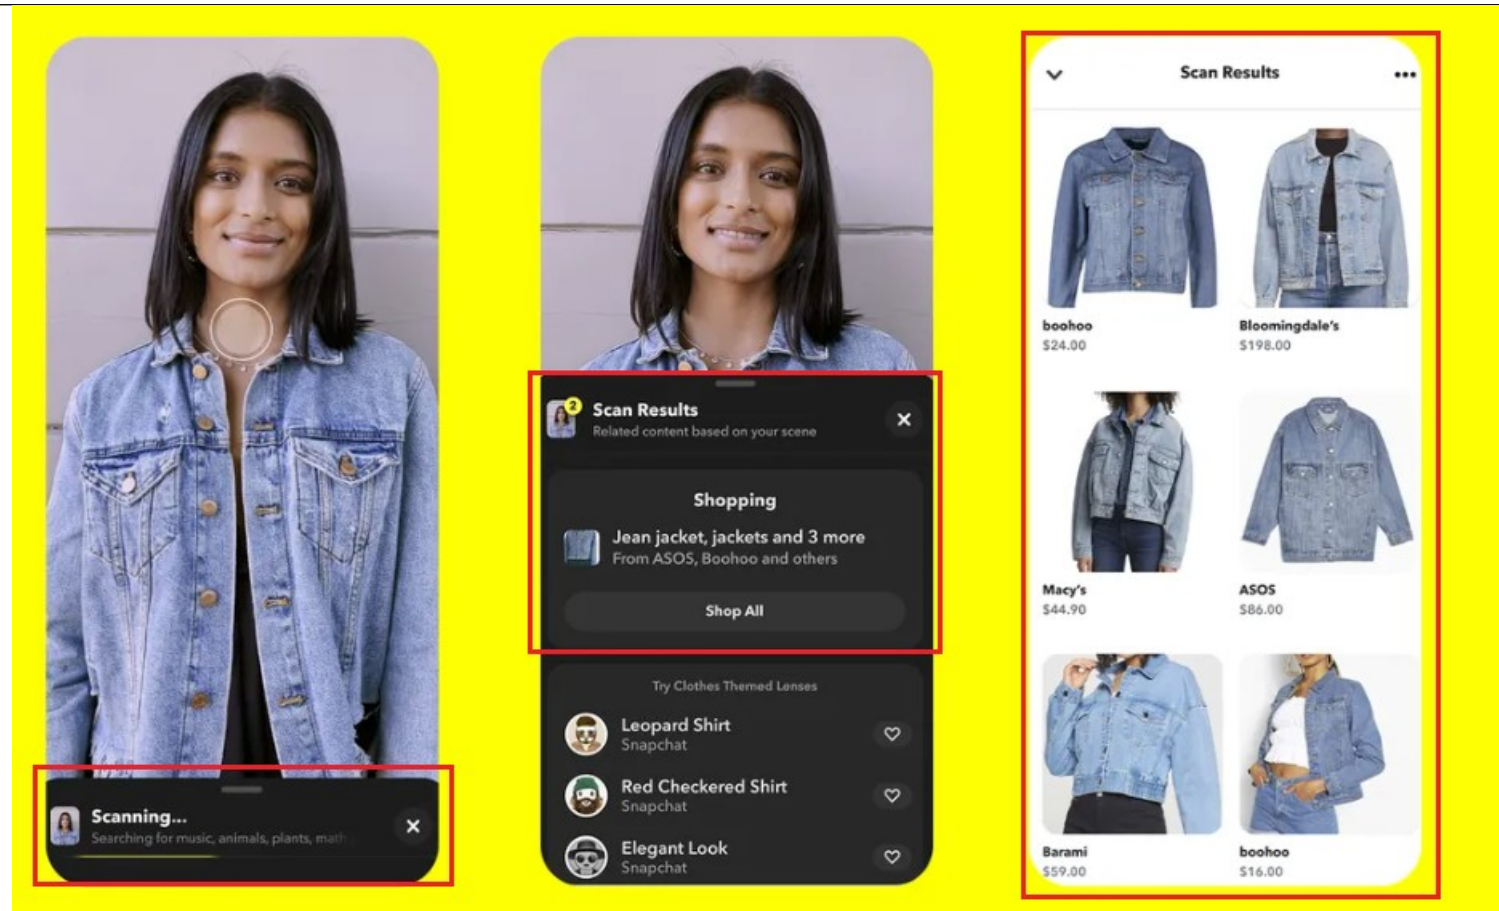 Scanning...
Searching for music, animals, plants, math
2
Scan Results
Related content based on your scene
Shopping
Jean jacket, jackets and 3 more
From ASOS, Boohoo and others
Shop All
Try Clothes Themed Lenses
Leopard Shirt
Snapchat
Red Checkered Shirt
Snapchat
Elegant Look
Snapchat
Scan Results
boohoo
$24.00
Bloomingdale's
$198.00
Macy's
$44.90
ASOS
$86.00
Barami
$59.00
boohoo
$16.00